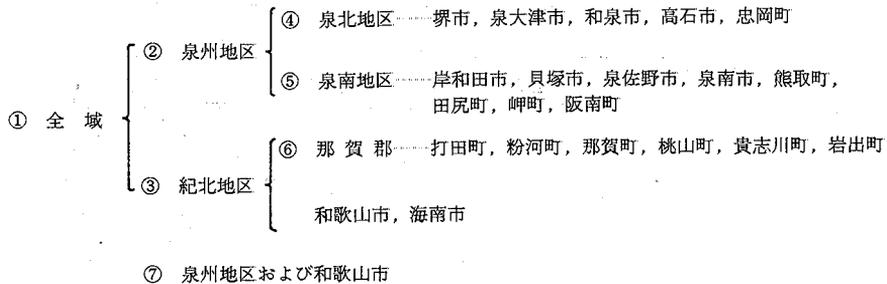 ④ 泉北地区……堺市，泉大津市，和泉市，高石市，忠岡町
② 泉州地区
⑤ 泉南地区……岸和田市，貝塚市，泉佐野市，泉南市，熊取町，
田尻町，岬町，阪南町
① 全域
⑥ 那賀郡……打田町，粉河町，那賀町，桃山町，貴志川町，岩出町
③ 紀北地区
和歌山市，海南市
⑦ 泉州地区および和歌山市